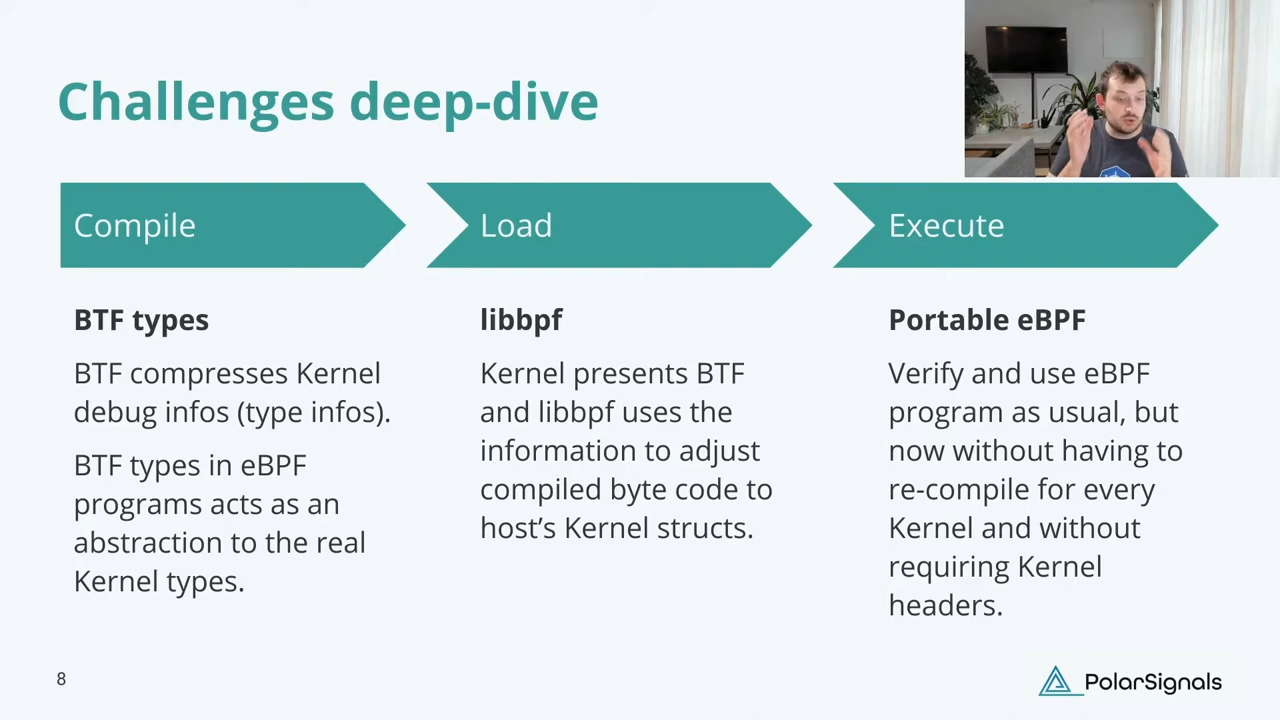 Challenges deep-dive
Compile
Load
Execute
BTF types
BTF compresses Kernel
debug infos (type infos).
BTF types in eBPF
programs acts as an
abstraction to the real
Kernel types.
libbpf
Kernel presents BTF
and libbpf uses the
information to adjust
compiled byte code to
host’s Kernel structs.
Portable eBPF
Verify and use eBPF
program as usual, but
now without having to
re-compile for every
Kernel and without
requiring Kernel
headers.
8
PolarSignals